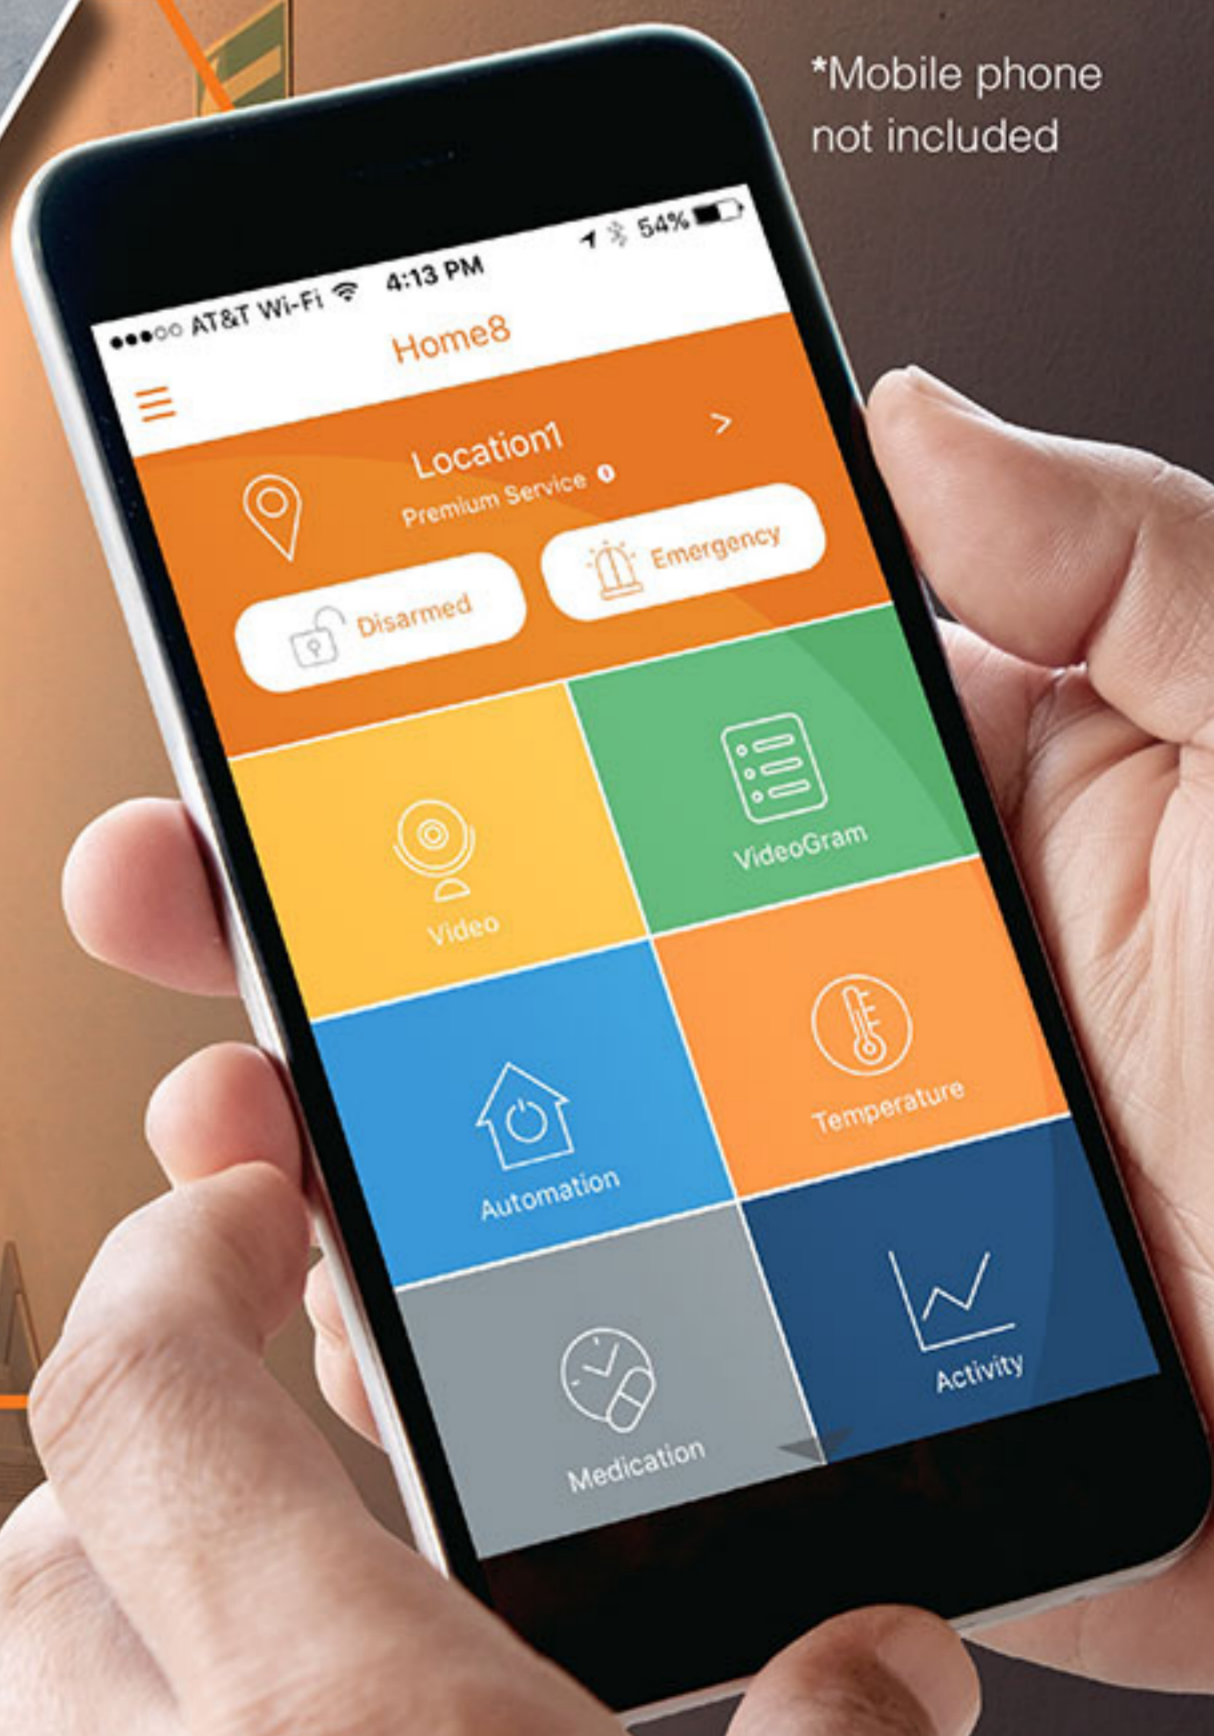 *Mobile phone
not included
AT&T Wi-Fi 4:13 PM 54%
Home8
Location1
Premium Service
Disarmed
Emergency
Video
VideoGram
Automation
Temperature
Medication
Activity